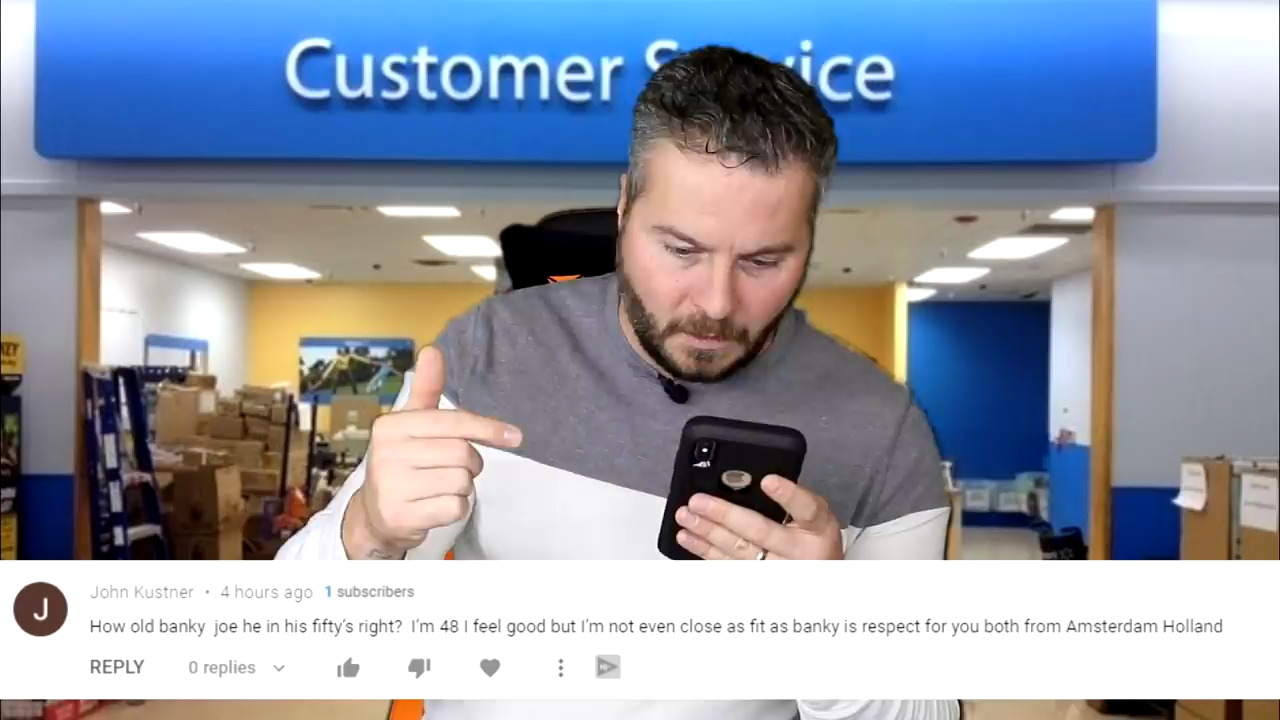 Customer S vice
John Kustner • 4 hours ago 1 subscribers
How old banky joe he in his fifty's right? I'm 48 I feel good but I'm not even close as fit as banky is respect for you both from Amsterdam Holland
REPLY 0 replies
J